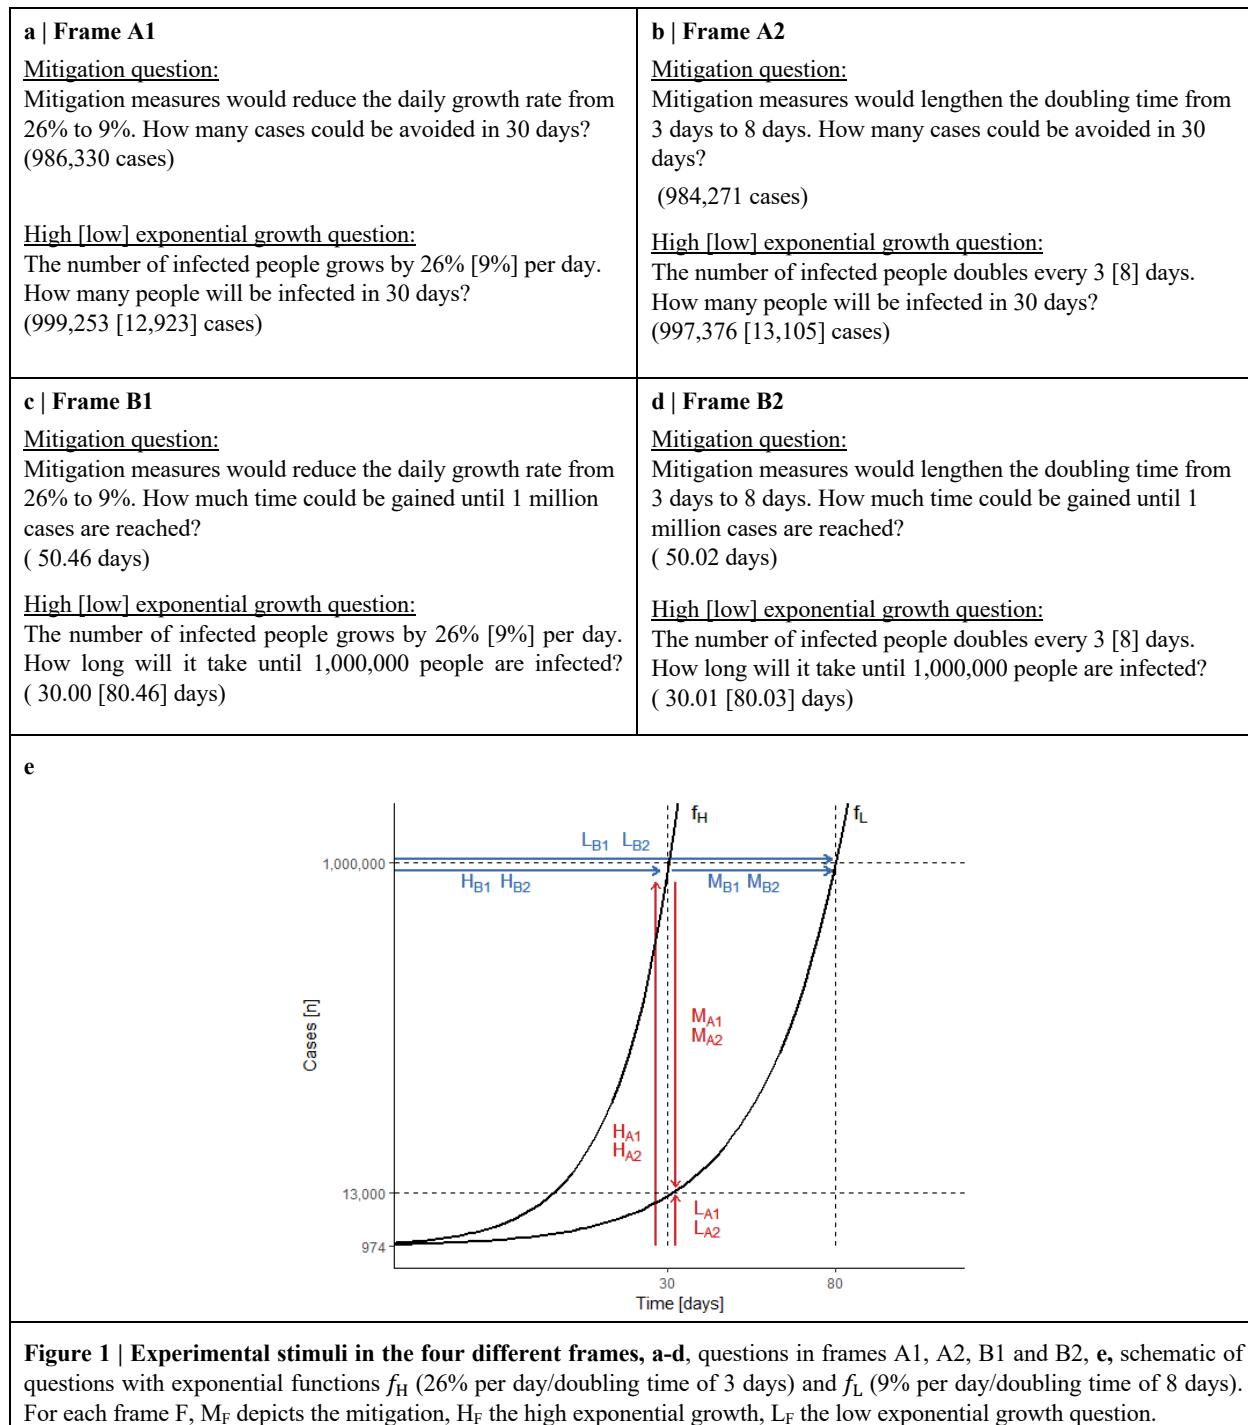 a | Frame A1
Mitigation question:
Mitigation measures would reduce the daily growth rate from
26% to 9%. How many cases could be avoided in 30 days?
(986,330 cases)
High [low] exponential growth question:
The number of infected people grows by 26% [9%] per day.
How many people will be infected in 30 days?
(999,253 [12,923] cases)
b | Frame A2
Mitigation question:
Mitigation measures would lengthen the doubling time from
3 days to 8 days. How many cases could be avoided in 30
days?
(984,271 cases)
High [low] exponential growth question:
The number of infected people doubles every 3 [8] days.
How many people will be infected in 30 days?
(997,376 [13,105] cases)
c | Frame B1
Mitigation question:
Mitigation measures would reduce the daily growth rate from
26% to 9%. How much time could be gained until 1 million
cases are reached?
( 50.46 days)
High [low] exponential growth question:
The number of infected people grows by 26% [9%] per day.
How long will it take until 1,000,000 people are infected?
( 30.00 [80.46] days)
d | Frame B2
Mitigation question:
Mitigation measures would lengthen the doubling time from
3 days to 8 days. How much time could be gained until 1
million cases are reached?
( 50.02 days)
High [low] exponential growth question:
The number of infected people doubles every 3 [8] days.
How long will it take until 1,000,000 people are infected?
( 30.01 [80.03] days)
e
fH
fL
LB1 LB2
1,000,000
HB1 HB2
MB1 MB2
MA1
MA2
Cases [n]
HA1
HA2
13,000
LA1
LA2
974
30
80
Time [days]
Figure 1 | Experimental stimuli in the four different frames, a-d, questions in frames A1, A2, B1 and B2, e, schematic of
questions with exponential functions fH (26% per day/doubling time of 3 days) and fL (9% per day/doubling time of 8 days).
For each frame F, MF depicts the mitigation, HF the high exponential growth, LF the low exponential growth question.